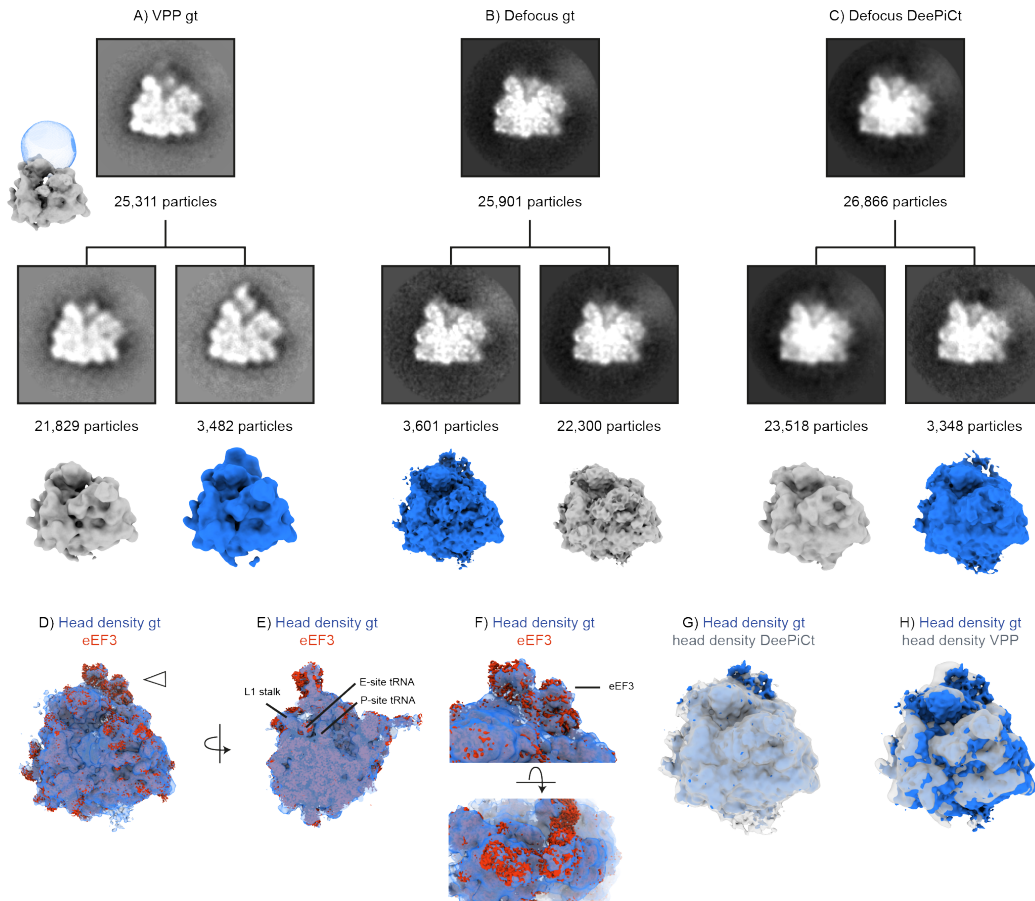 A) VPP gt
B) Defocus gt
C) Defocus DeePiCt
25,311 particles
25,901 particles
26,866 particles
21,829 particles
3,482 particles
3,601 particles
22,300 particles
23,518 particles
3,348 particles
D) Head density gt
eEF3
E) Head density gt
eEF3
E-site tRNA
L1 stalk
P-site tRNA
F) Head density gt
eEF3
eEF3
G) Head density gt
head density DeePiCt
H) Head density gt
head density VPP